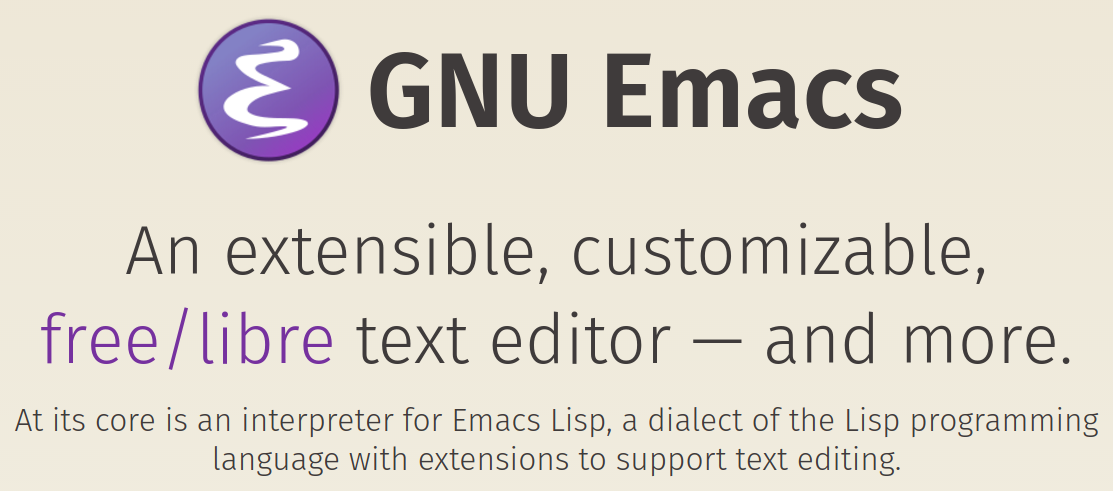 GNU Emacs
An extensible, customizable,
free/libre text editor — and more.
At its core is an interpreter for Emacs Lisp, a dialect of the Lisp programming
language with extensions to support text editing.